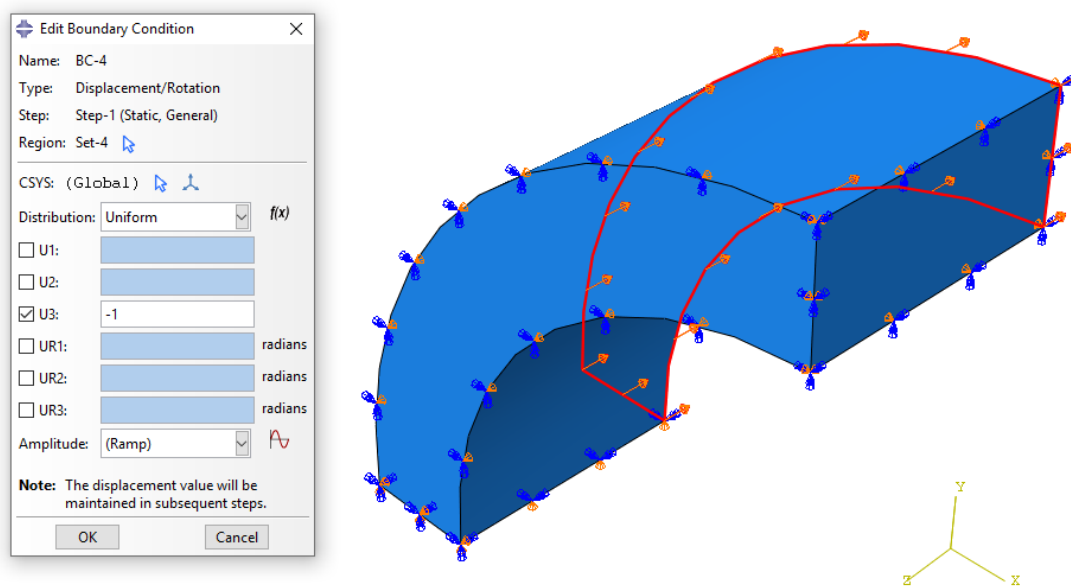 Edit Boundary Condition
Name: BC-4
Type: Displacement/Rotation
Step: Step-1 (Static, General)
Region: Set-4
CSYS: (Global)
Distribution: Uniform f(x)
U1:
U2:
U3: -1
UR1: radians
UR2: radians
UR3: radians
Amplitude: (Ramp)
Note: The displacement value will be
maintained in subsequent steps.
OK Cancel
Y
Z X